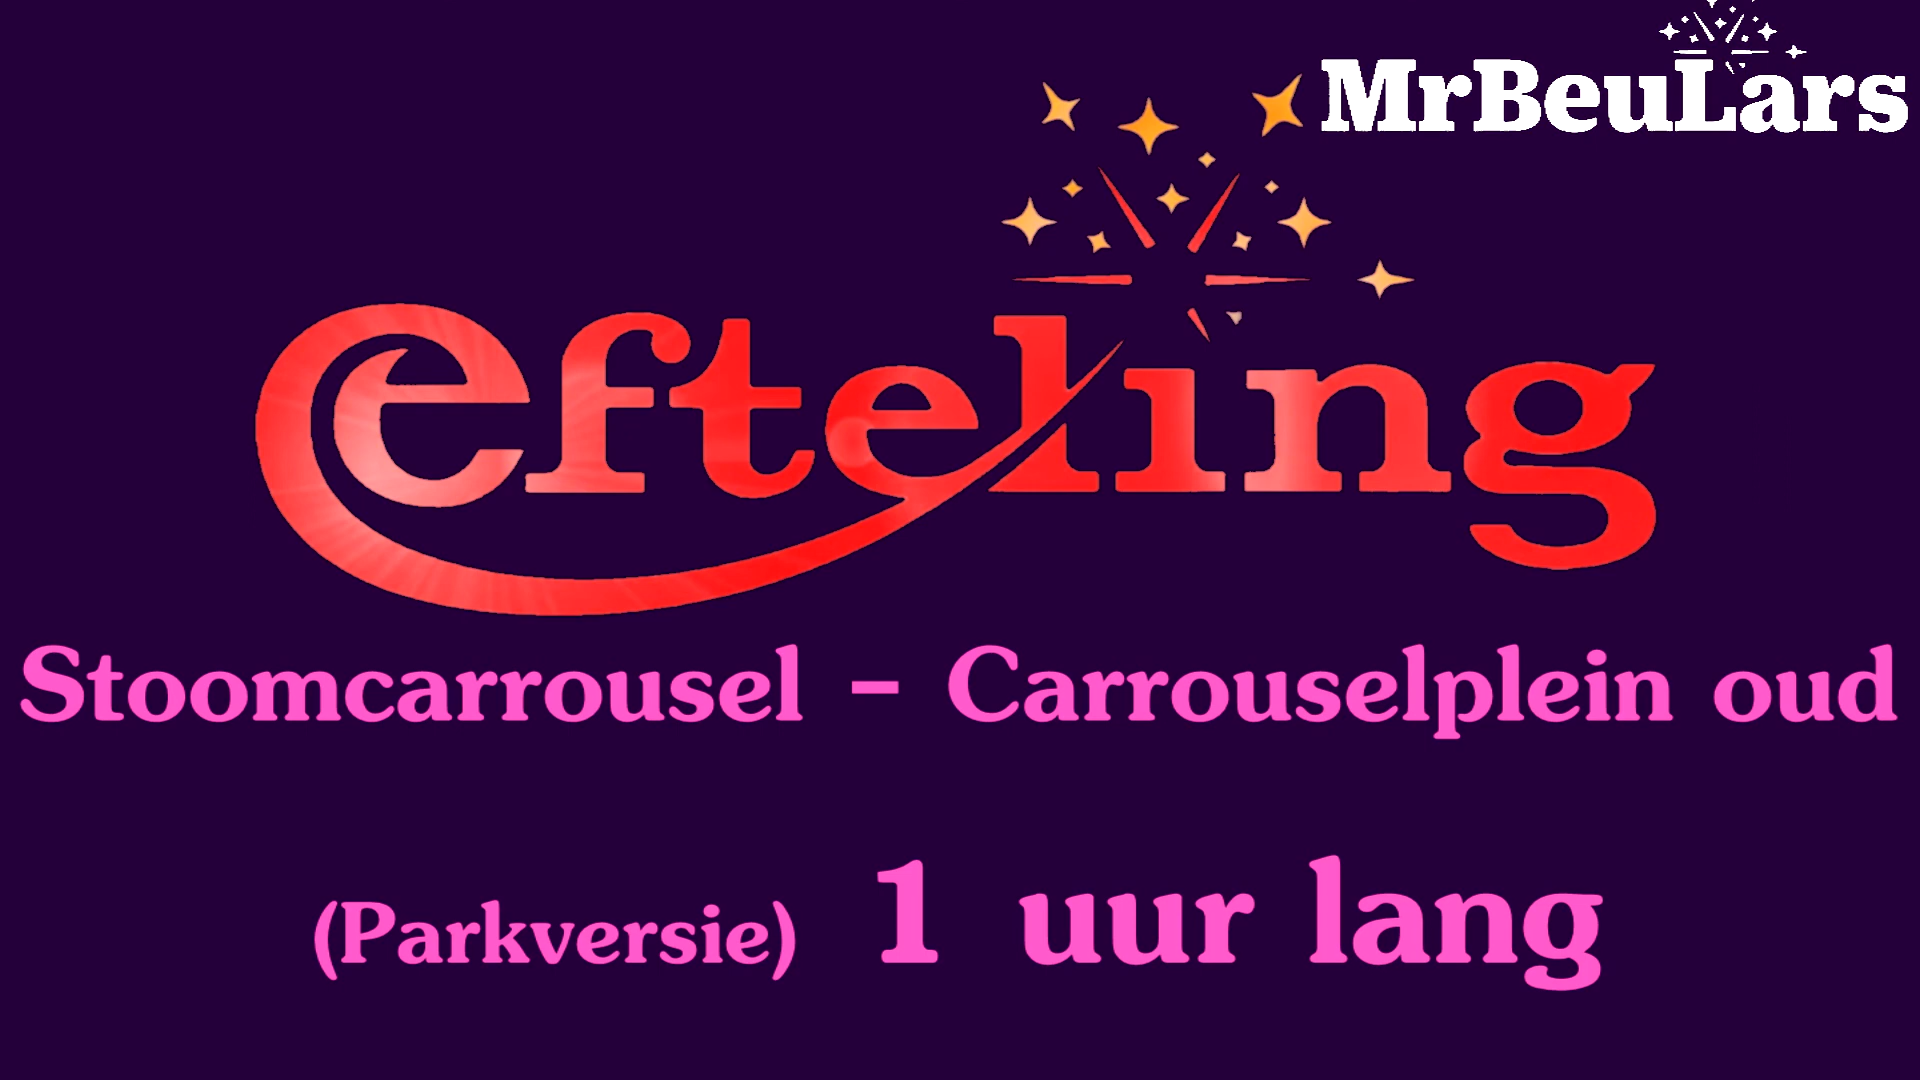 MrBeuLars
efteling
Stoomcarrousel - Carrouselplein oud
(Parkversie) 1 uur lang